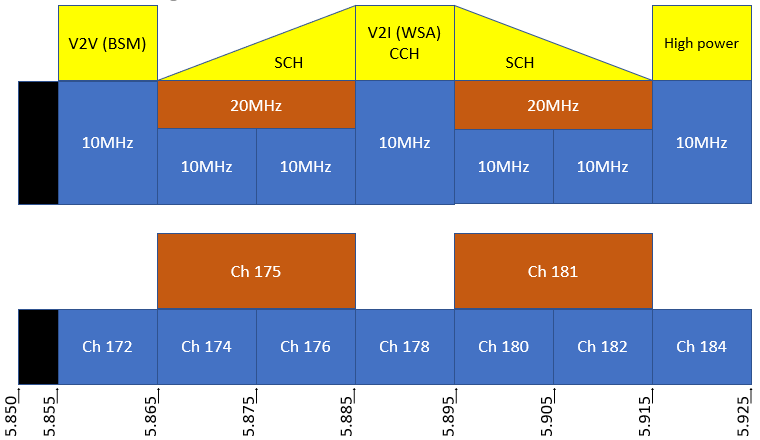 V2V (BSM)
SCH
V2I (WSA)
CCH
SCH
High power
10MHz
20MHz
10MHz
10MHz
10MHz
20MHz
10MHz
10MHz
10MHz
Ch 175
Ch 181
Ch 172
Ch 174
Ch 176
Ch 178
Ch 180
Ch 182
Ch 184
5.850
5.855
5.865
5.875
5.885
5.895
5.905
5.915
5.925